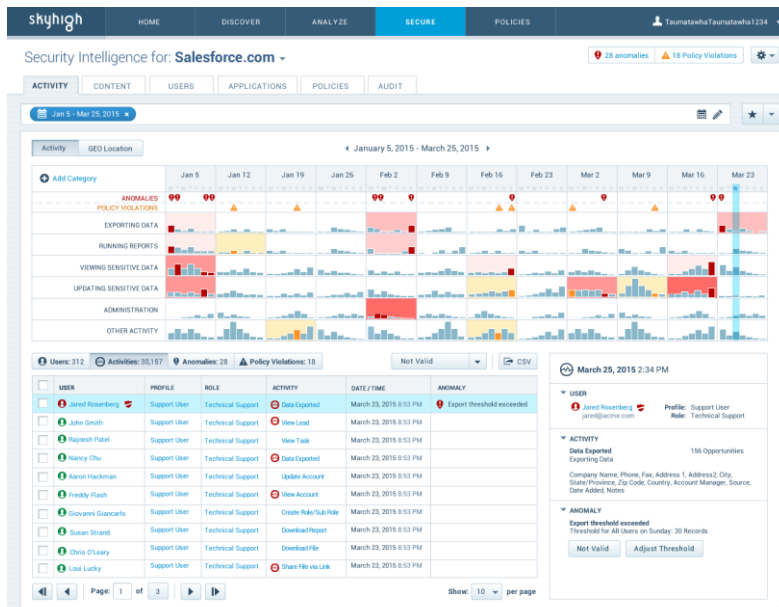 skyhigh HOME DISCOVER ANALYZE SECURE POLICIES TaumatawhaTaumatawha1234
Security Intelligence for: Salesforce.com 28 anomalies 18 Policy Violations
ACTIVITY CONTENT USERS APPLICATIONS POLICIES AUDIT
Jan 5 - Mar 25, 2015 ×
Activity GEO Location January 5, 2015 - March 25, 2015
Add Category Jan 5 Jan 12 Jan 19 Jan 26 Feb 2 Feb 9 Feb 16 Feb 23 Mar 2 Mar 9 Mar 16 Mar 23
ANOMALIES
POLICY VIOLATIONS
EXPORTING DATA
RUNNING REPORTS
VIEWING SENSITIVE DATA
UPDATING SENSITIVE DATA
ADMINISTRATION
OTHER ACTIVITY
Users: 312 Activities: 30,157 Anomalies: 28 Policy Violations: 18 Not Valid CSV
USER PROFILE ROLE ACTIVITY DATE/TIME ANOMALY
Jared Rosenberg Support User Technical Support Data Exported March 23, 2015 8:53 PM Export threshold exceeded
John Smith Support User Technical Support View Lead March 23, 2015 8:53 PM
Rajnesh Patel Support User Technical Support View Task March 23, 2015 8:53 PM
Nancy Chu Support User Technical Support Data Exported March 23, 2015 8:53 PM
Aaron Hackman Support User Technical Support Update Account March 23, 2015 8:53 PM
Freddy Flash Support User Technical Support View Account March 23, 2015 8:53 PM
Giovanni Giancarlo Support User Technical Support Create Role/Sub Role March 23, 2015 8:53 PM
Susan Strand Support User Technical Support Download Report March 23, 2015 8:53 PM
Chris O'Leary Support User Technical Support Download File March 23, 2015 8:53 PM
Loui Lucky Support User Technical Support Share File via Link March 23, 2015 8:53 PM
Page: 1 of 3 Show: 10 per page
March 25, 2015 2:34 PM
USER
Jared Rosenberg Profile: Support User
jared@acme.com Role: Technical Support
ACTIVITY
Data Exported 156 Opportunities
Exporting Data
Company Name, Phone, Fax, Address 1, Address2, City,
State/Province, Zip Code, Country, Account Manager, Source,
Date Added, Notes
ANOMALY
Export threshold exceeded
Threshold for All Users on Sunday: 20 Records
Not Valid Adjust Threshold